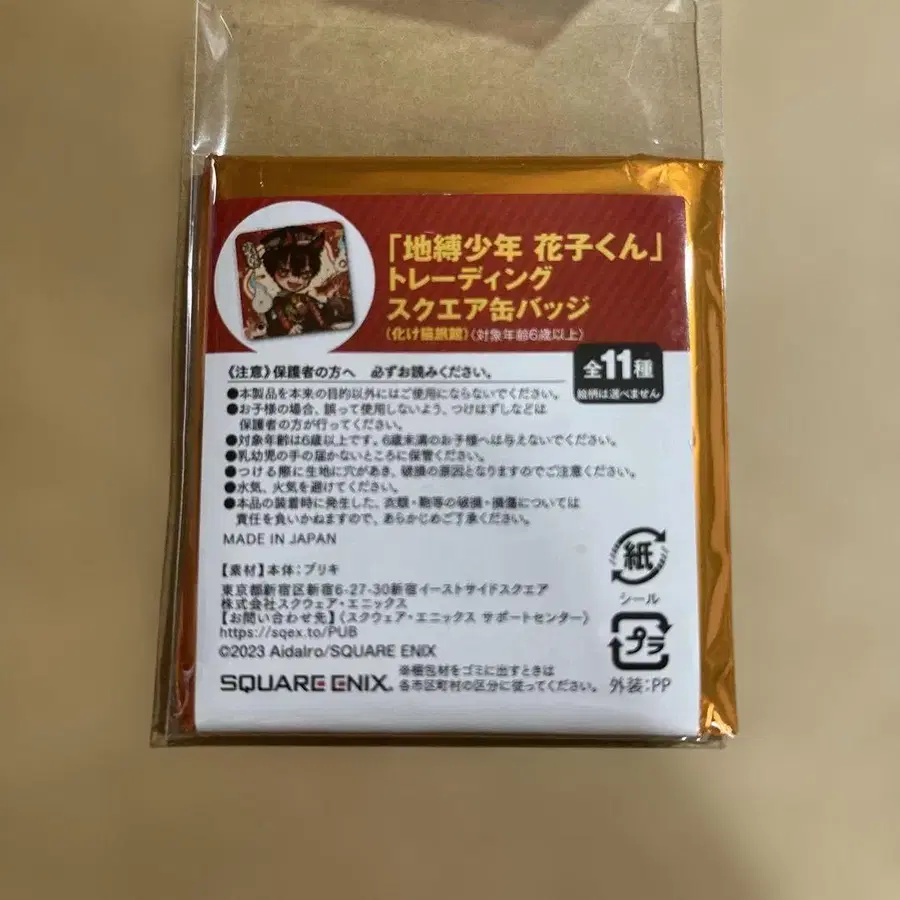 「地縛少年 花子くん」
トレーディング
スクエア缶バッジ
(化け猫旅館)(対象年齢6歳以上)
全11種
絵柄は選べません
《注意》保護者の方へ 必ずお読みください。
●本製品を本来の目的以外にはご使用にならないでください。
●お子様の場合、誤って使用しないよう、つけはずしなどは
保護者の方が行ってください。
●対象年齢は6歳以上です。6歳未満のお子様へは与えないでください。
●乳幼児の手の届かないところに保管ください。
●つける際に生地に穴があき、破損の原因となりますのでご注意ください。
●水気、火気を避けてください。
●本品の装着時に発生した、衣類・鞄等の破損・損傷については
責任を負いかねますので、あらかじめご了承ください。
MADE IN JAPAN
【素材】本体:ブリキ
東京都新宿区新宿6-27-30新宿イーストサイドスクエア
株式会社スクウェア・エニックス
【お問い合わせ先】〈スクウェア・エニックス サポートセンター〉
https://sqex.to/PUB
©2023 AidaIro/SQUARE ENIX
SQUARE ENIX.
※梱包材をゴミに出すときは
各市区町村の区分に従ってください。
紙
シール
プラ
外装:PP